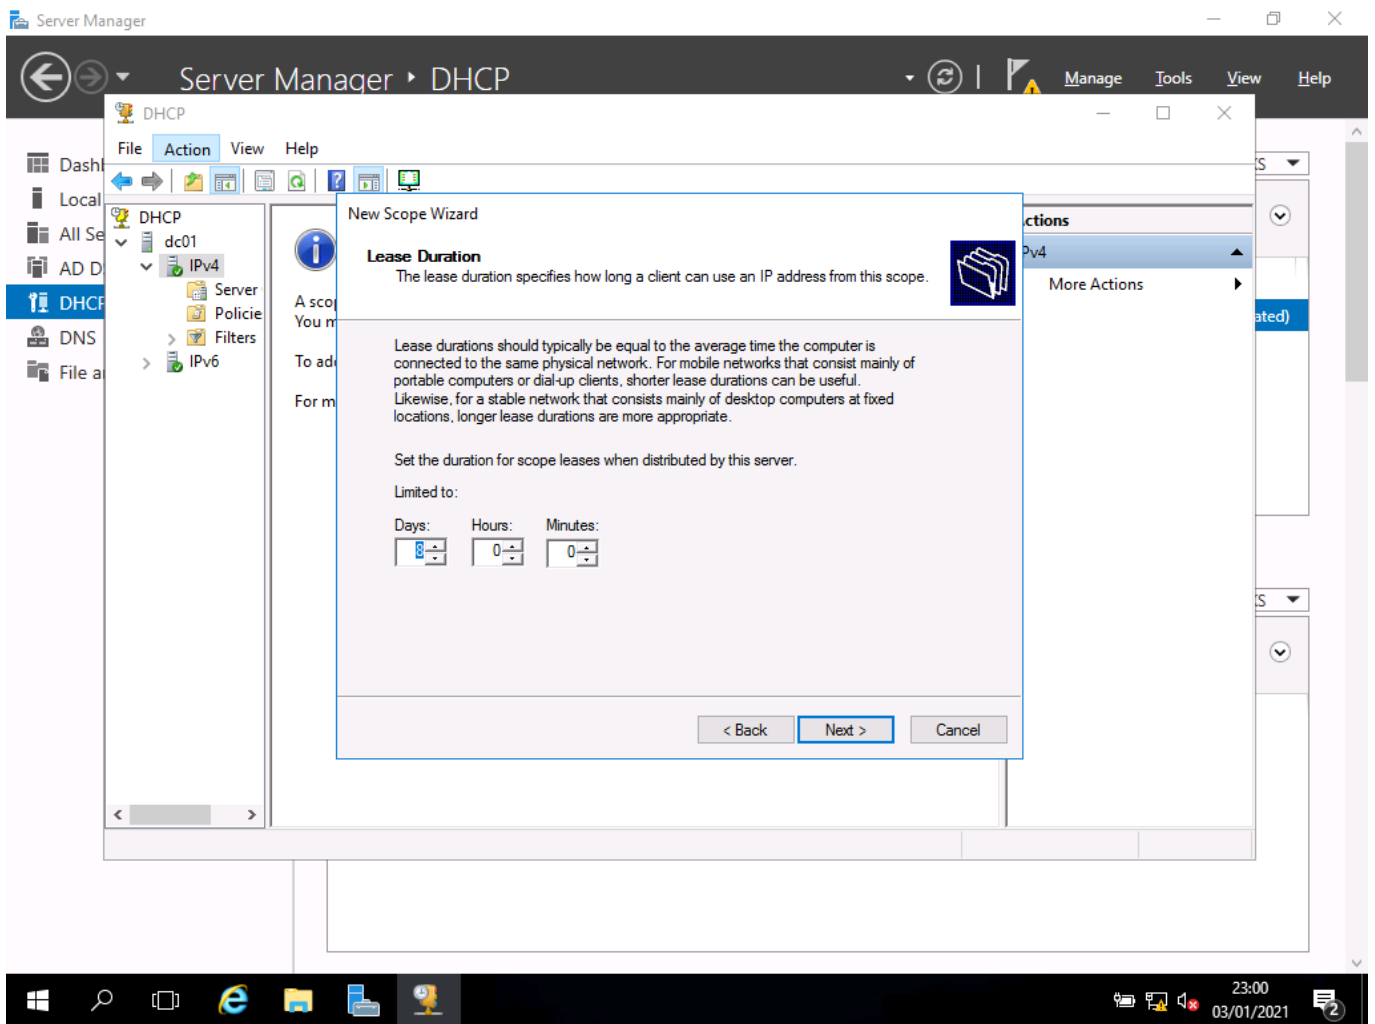 Server Manager
Server Manager ‣ DHCP
Manage Tools View Help
DHCP
File Action View Help
Dash
Local
All Se
AD D
DHCP
DNS
File a
DHCP
dc01
IPv4
Server
Policie
Filters
IPv6
A scop
You m
To ad
For m
New Scope Wizard
Lease Duration
The lease duration specifies how long a client can use an IP address from this scope.
Lease durations should typically be equal to the average time the computer is
connected to the same physical network. For mobile networks that consist mainly of
portable computers or dial-up clients, shorter lease durations can be useful.
Likewise, for a stable network that consists mainly of desktop computers at fixed
locations, longer lease durations are more appropriate.
Set the duration for scope leases when distributed by this server.
Limited to:
Days: Hours: Minutes:
8 0 0
< Back Next > Cancel
ctions
Pv4
More Actions
KS
ated)
KS
23:00
03/01/2021
2